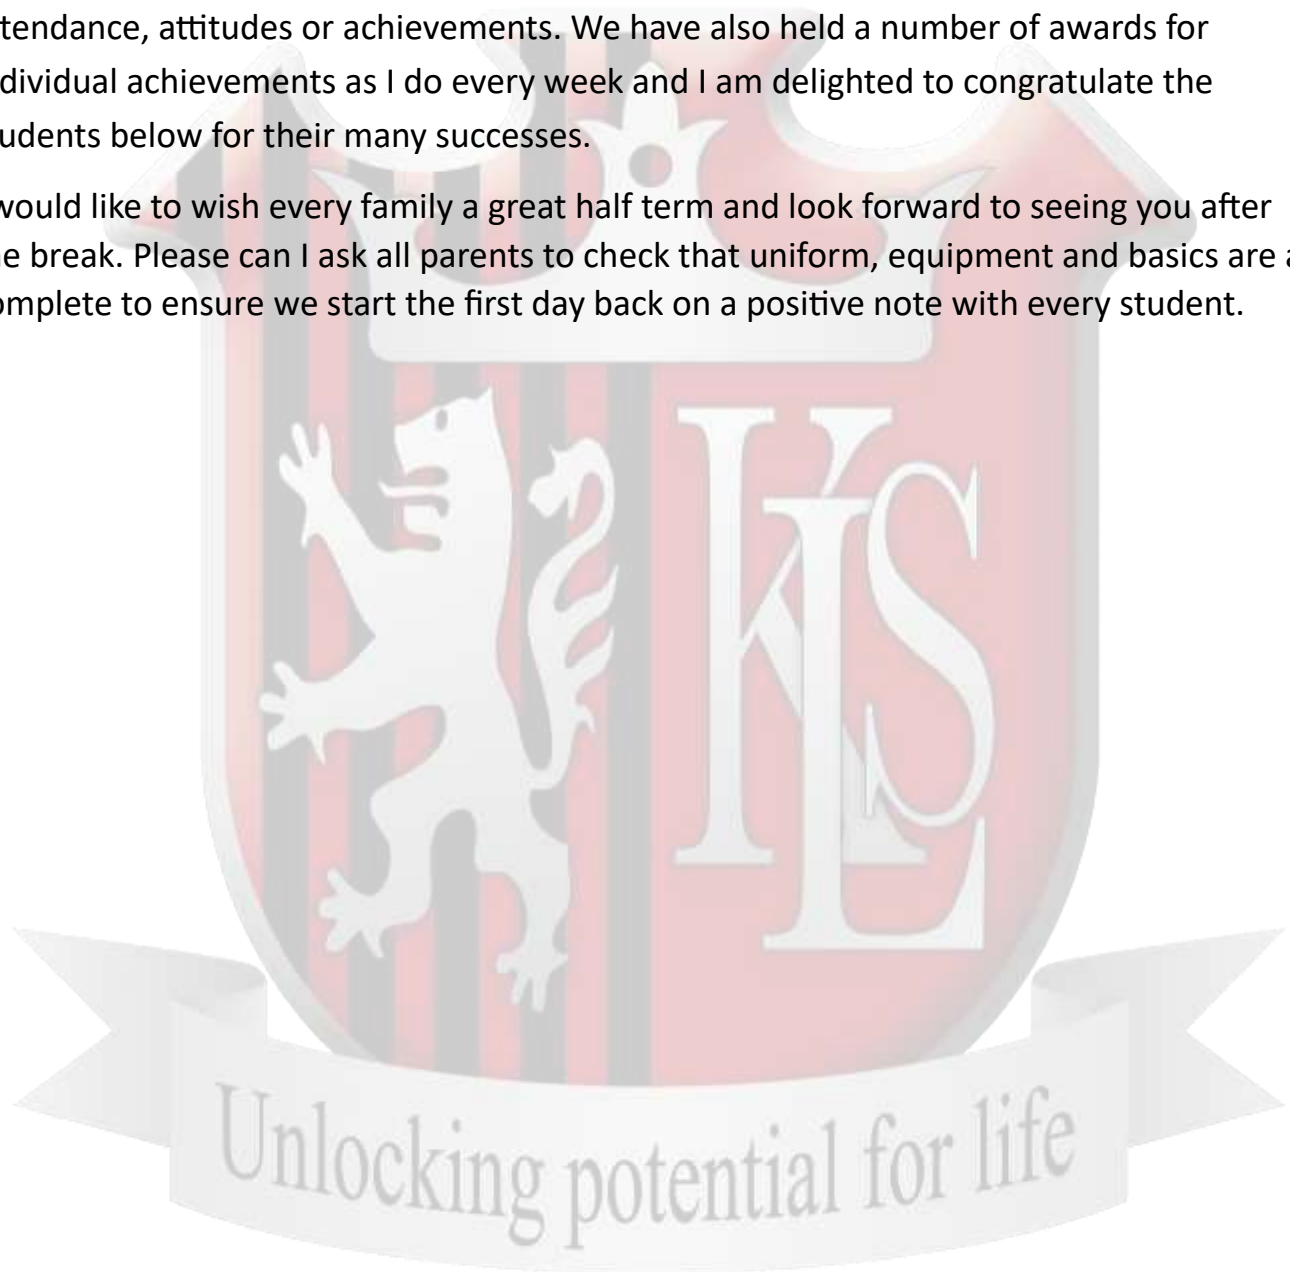 tendance, attitudes or achievements. We have also held a number of awards for
dividual achievements as I do every week and I am delighted to congratulate the
udents below for their many successes.
would like to wish every family a great half term and look forward to seeing you after
e break. Please can I ask all parents to check that uniform, equipment and basics are a
omplete to ensure we start the first day back on a positive note with every student.
KLS
Unlocking potential for life